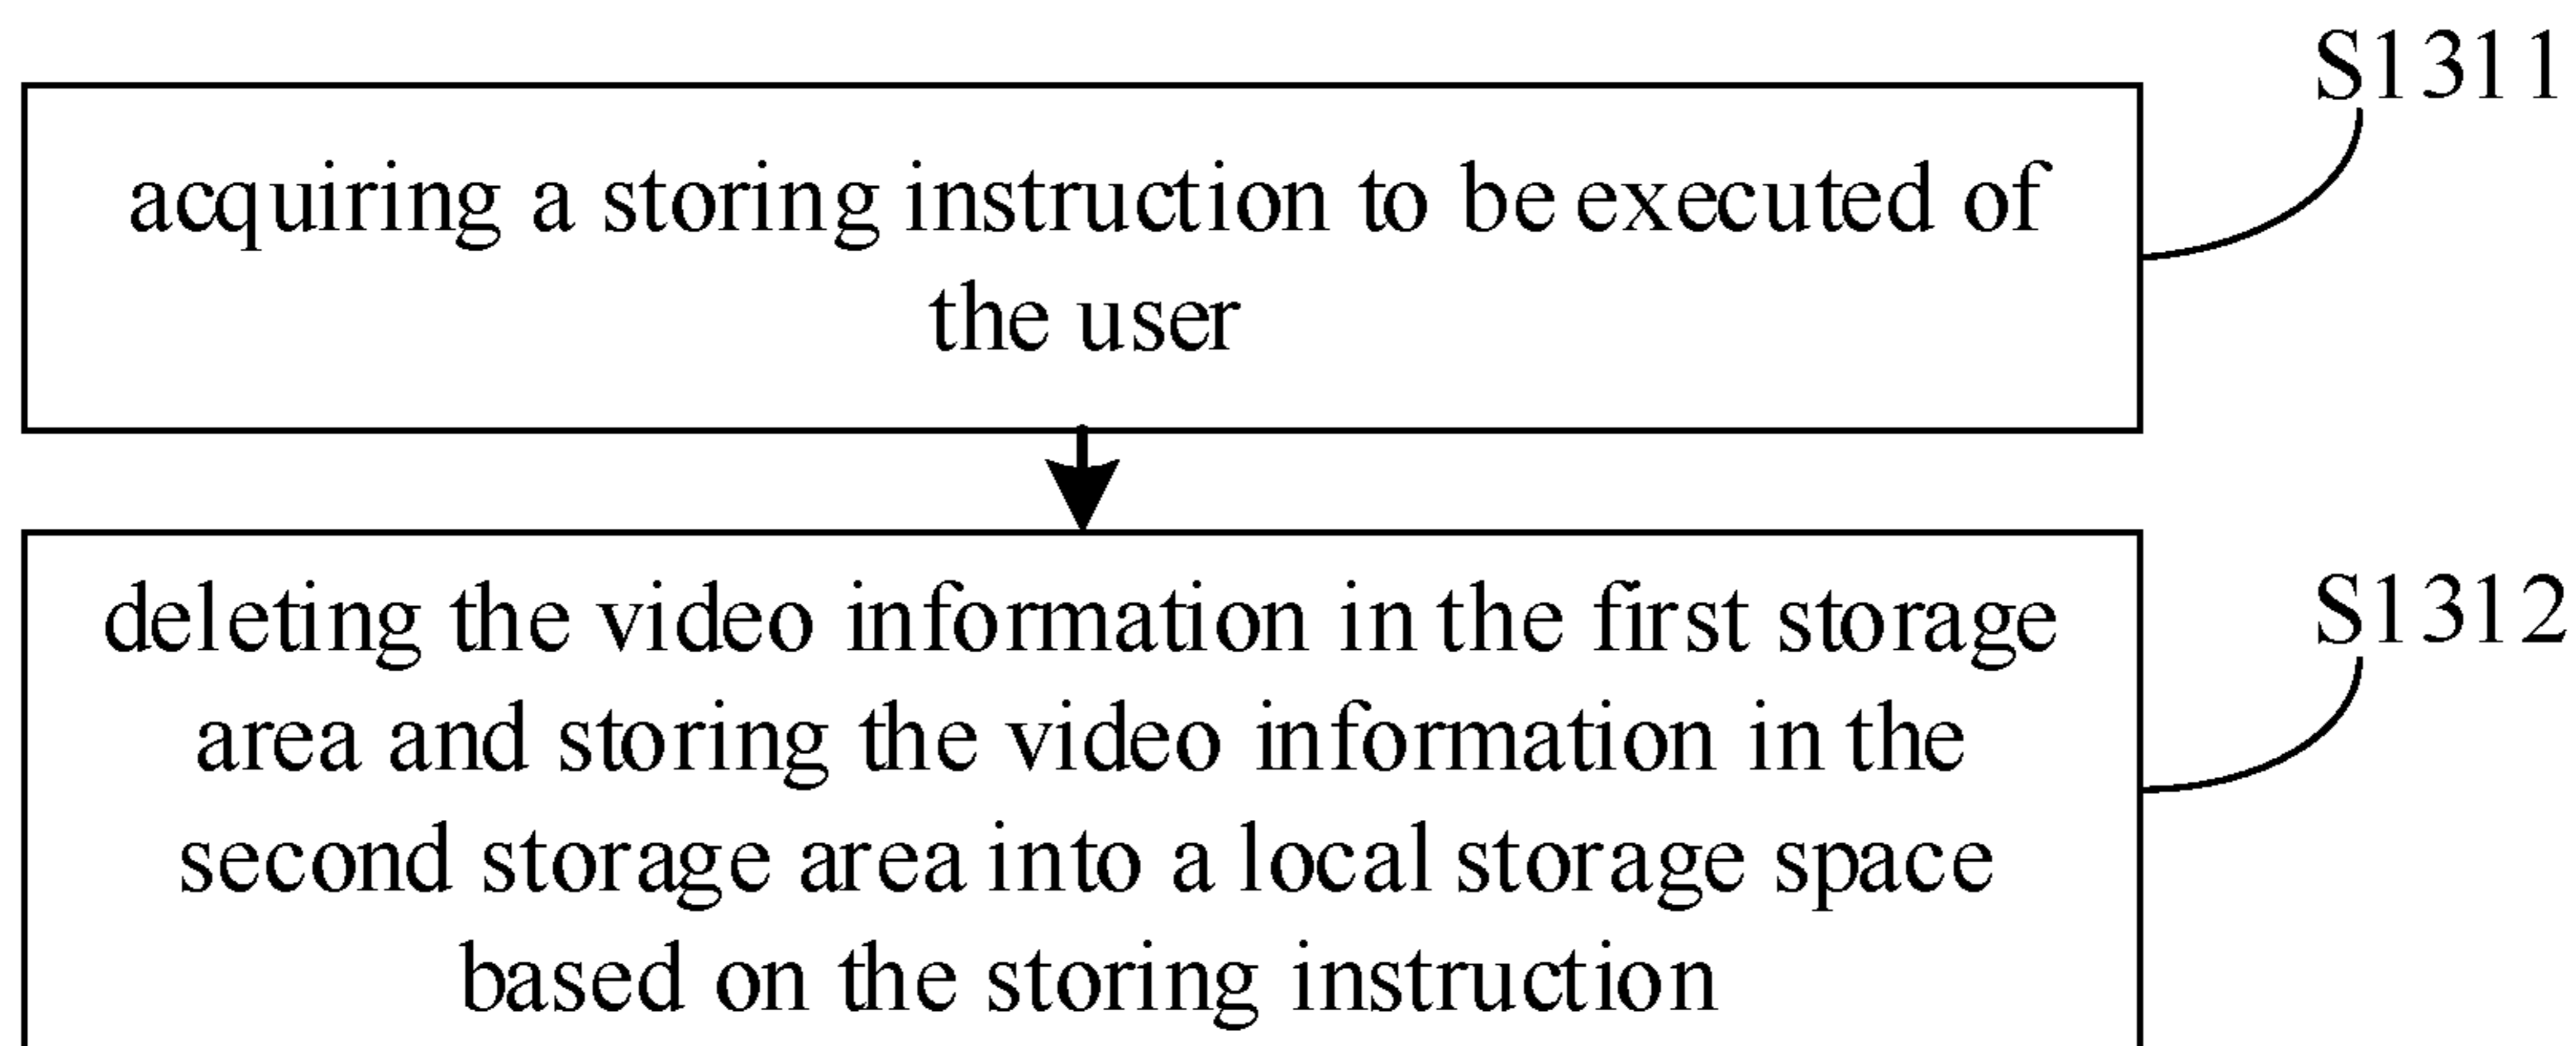 S1311
acquiring a storing instruction to be executed of
the user
S1312
deleting the video information in the first storage
area and storing the video information in the
second storage area into a local storage space
based on the storing instruction